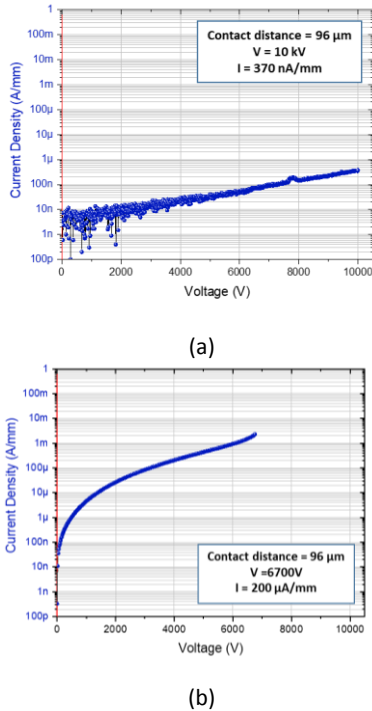 1
100m
10m
1m
100µ
10µ
1µ
100n
10n
1n
100p
Current Density (A/mm)
Contact distance = 96 µm
V = 10 kV
I = 370 nA/mm
0 2000 4000 6000 8000 10000
Voltage (V)
(a)
1
100m
10m
1m
100µ
10µ
1µ
100n
10n
1n
100p
Current Density (A/mm)
Contact distance = 96 µm
V =6700V
I = 200 µA/mm
0 2000 4000 6000 8000 10000
Voltage (V)
(b)